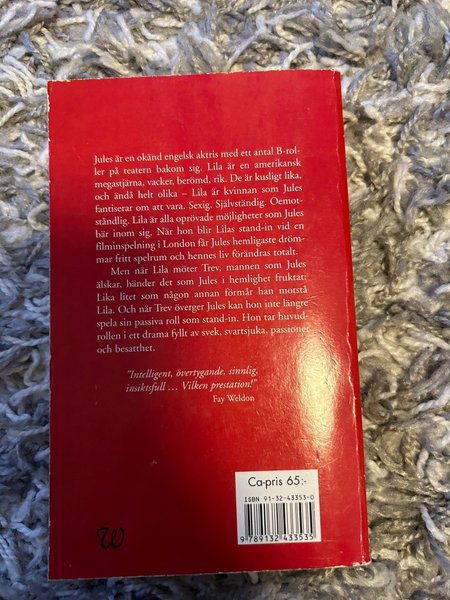 Jules är en okänd engelsk aktris med ett antal B-rol-
ler på teatern bakom sig. Lila är en amerikansk
megastjärna, vacker, berömd, rik. De är kusligt lika,
och ändå helt olika – Lila är kvinnan som Jules
fantiserar om att vara. Sexig. Självständig. Oemot-
ståndlig. Lila är alla oprövade möjligheter som Jules
bär inom sig. När hon blir Lilas stand-in vid en
filminspelning i London får Jules hemligaste dröm-
mar fritt spelrum och hennes liv förändras totalt.
Men när Lila möter Trev, mannen som Jules
älskar, händer det som Jules i hemlighet fruktat:
Lika litet som någon annan förmår han motstå
Lila. Och när Trev överger Jules kan hon inte längre
spela sin passiva roll som stand-in. Hon tar huvud-
rollen i ett drama fyllt av svek, svartsjuka, passioner
och besatthet.
"Intelligent, övertygande, sinnlig,
insiktsfull … Vilken prestation!"
Fay Weldon
Ca-pris 65:-
ISBN 91-32-43353-0
9 789132 433535
W